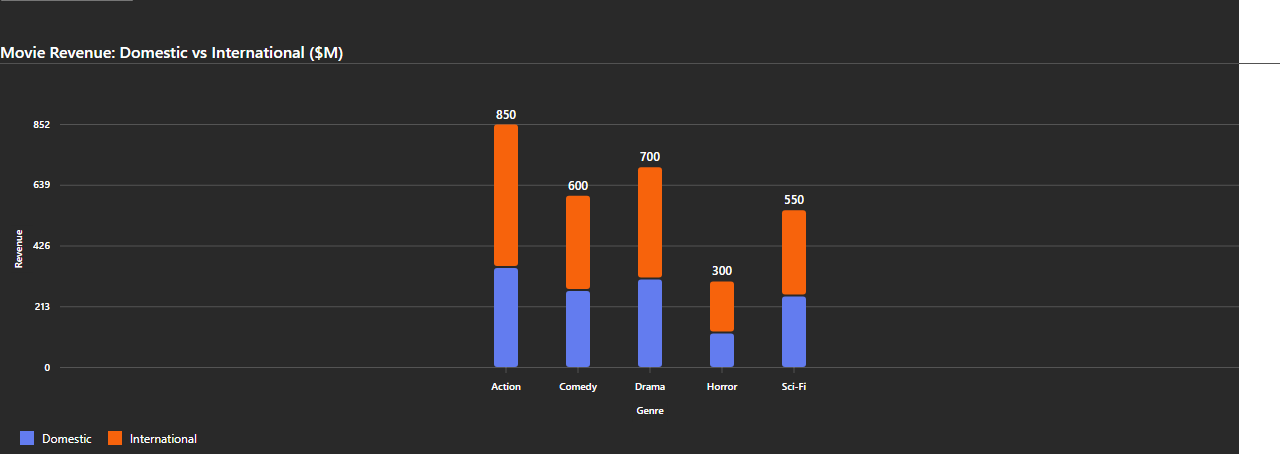 Movie Revenue: Domestic vs International ($M)
850
852
700
639
600
550
426
Revenue
300
213
0
Action Comedy Drama Horror Sci-Fi
Genre
Domestic International